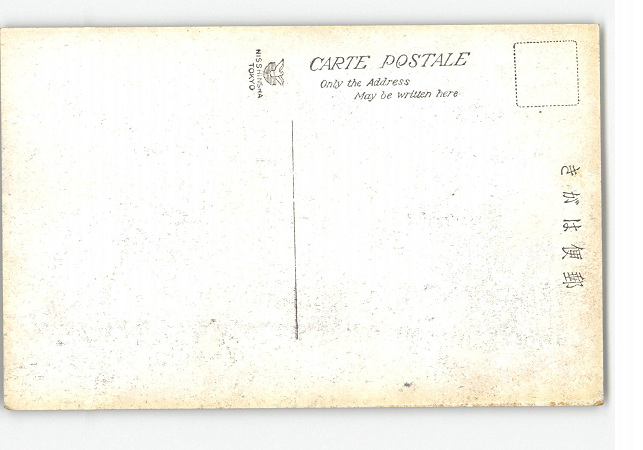 CARTE POSTALE
Only the Address
May be written here
NISSHINSHA
TOKYO.
郵便はがき